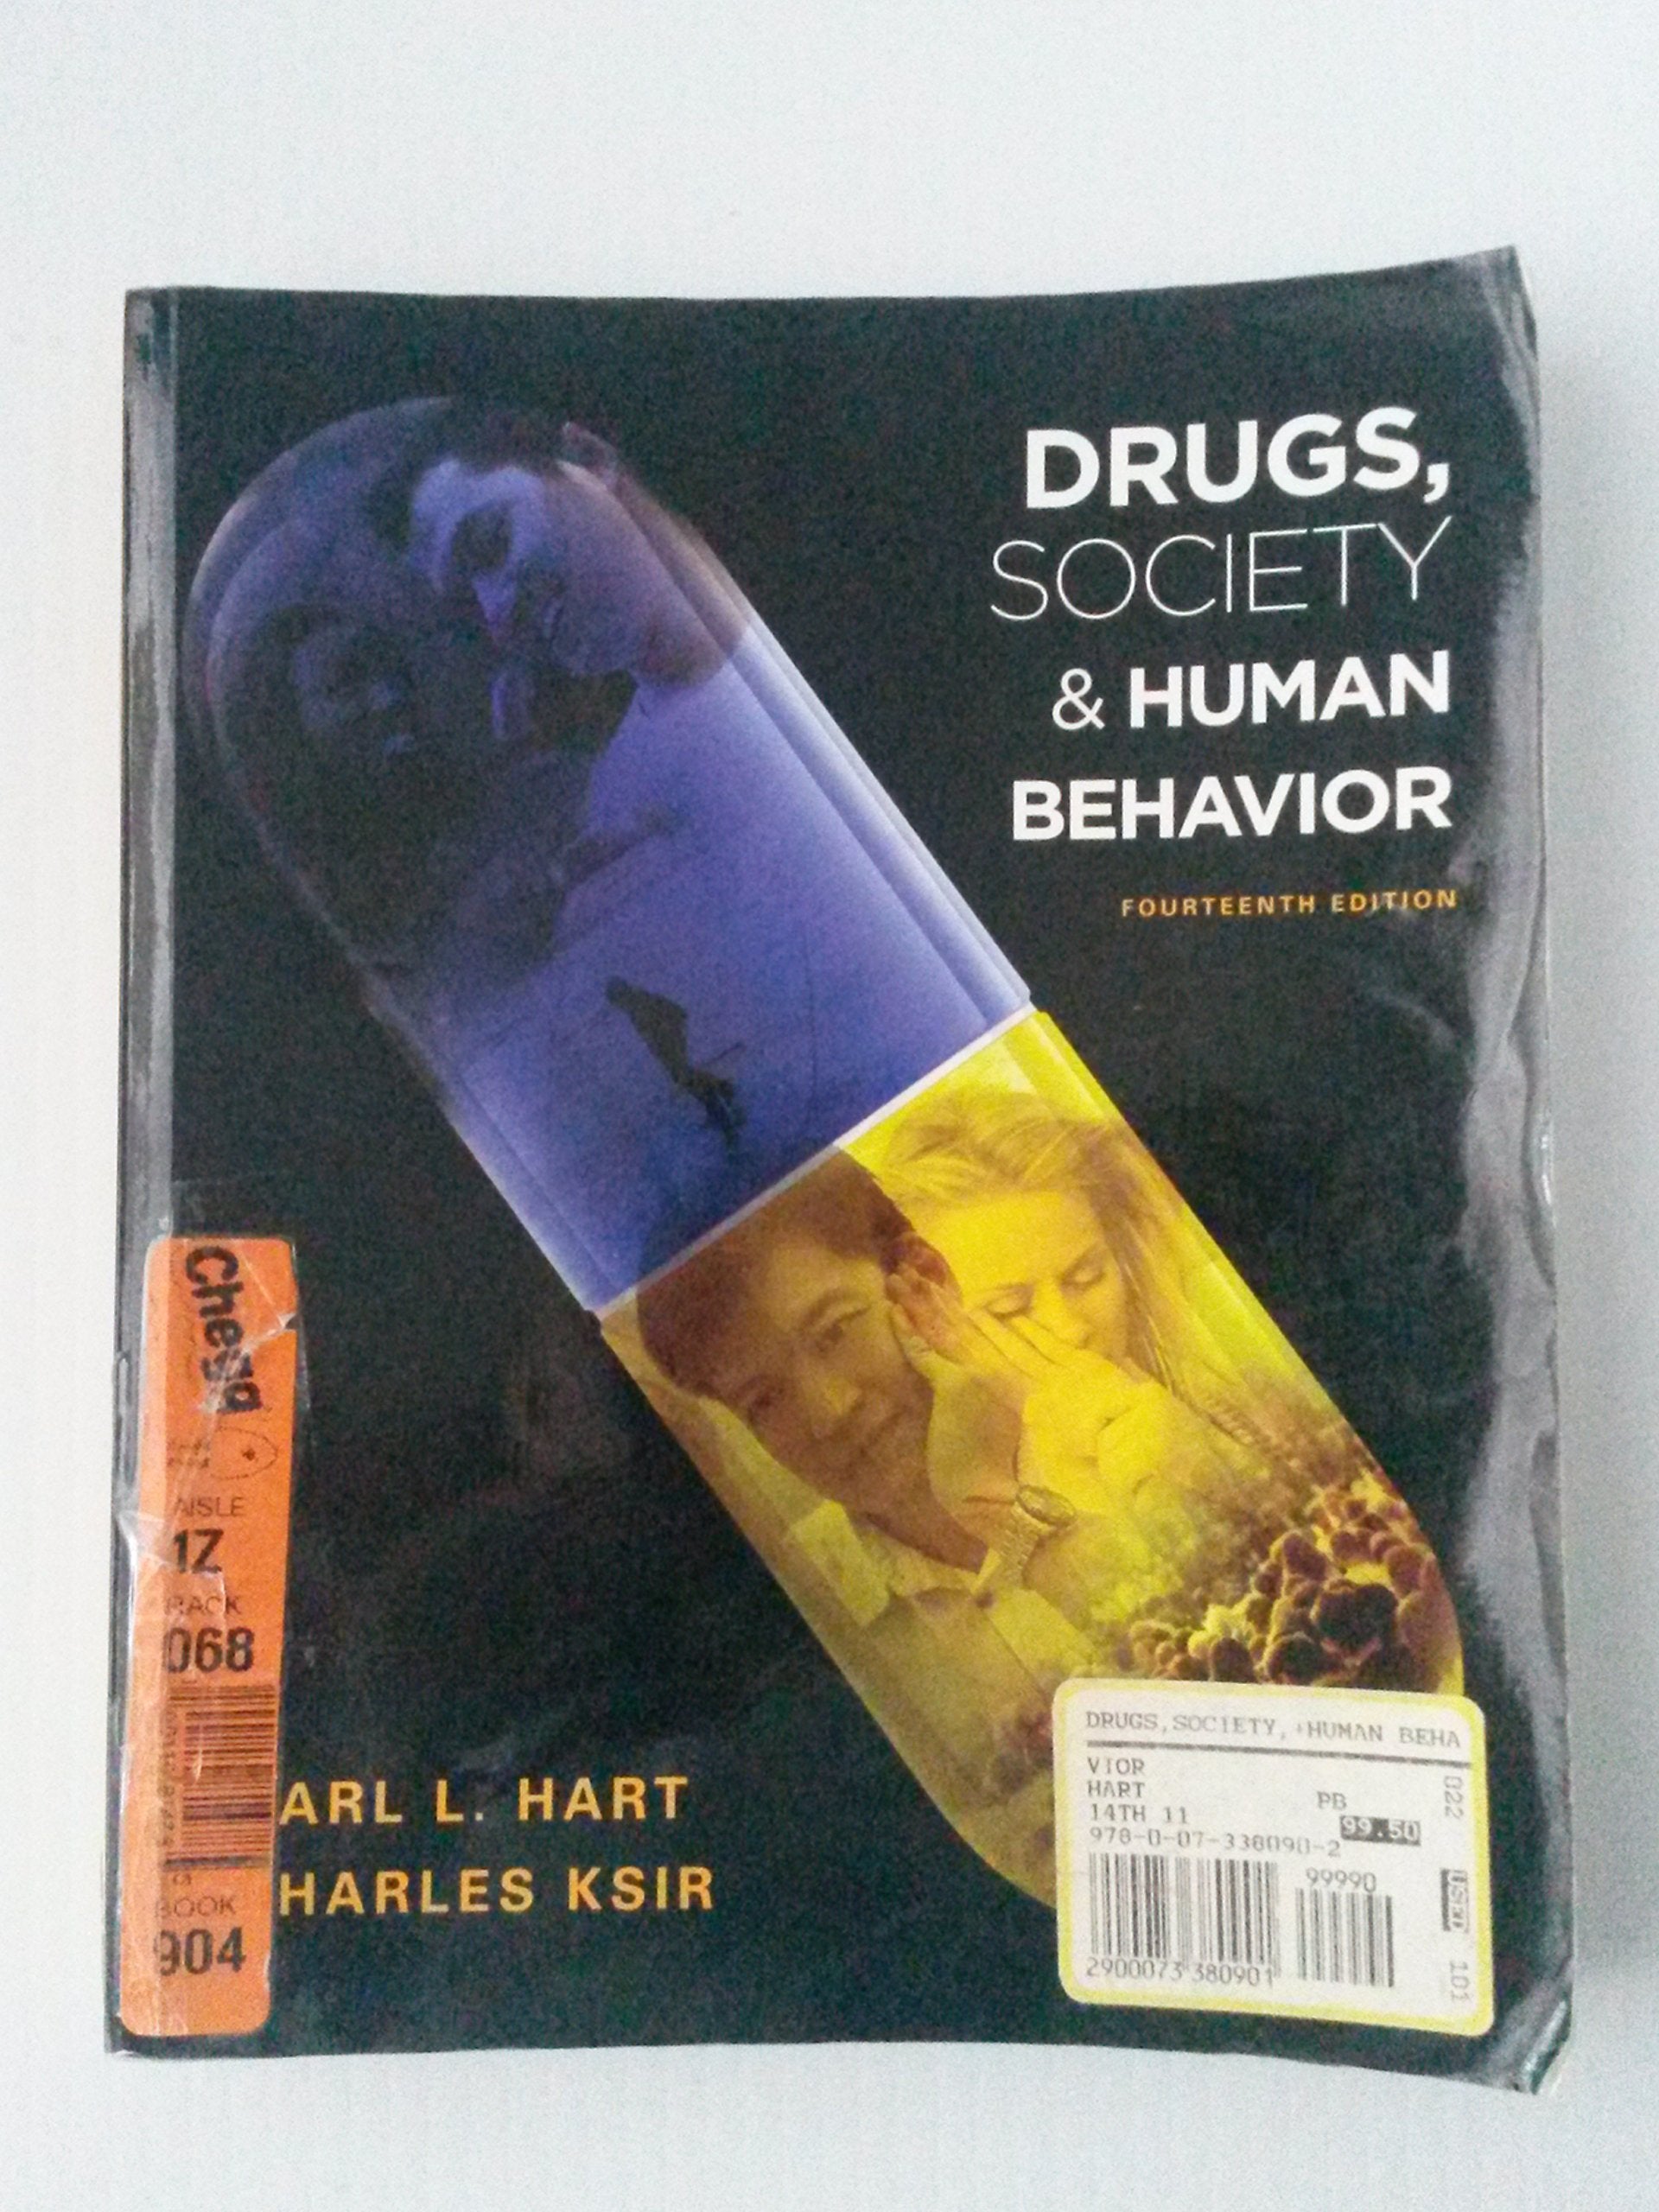 DRUGS,
SOCIETY
& HUMAN
BEHAVIOR
FOURTEENTH EDITION
Chegg
AISLE
1Z
RACK
068
BOOK
904
ARL L. HART
HARLES KSIR
DRUGS,SOCIETY,+HUMAN BEHA
VIOR
HART
14TH 11
PB
99.50
978-0-07-338090-2
99990
2900073380901
022
USED
101